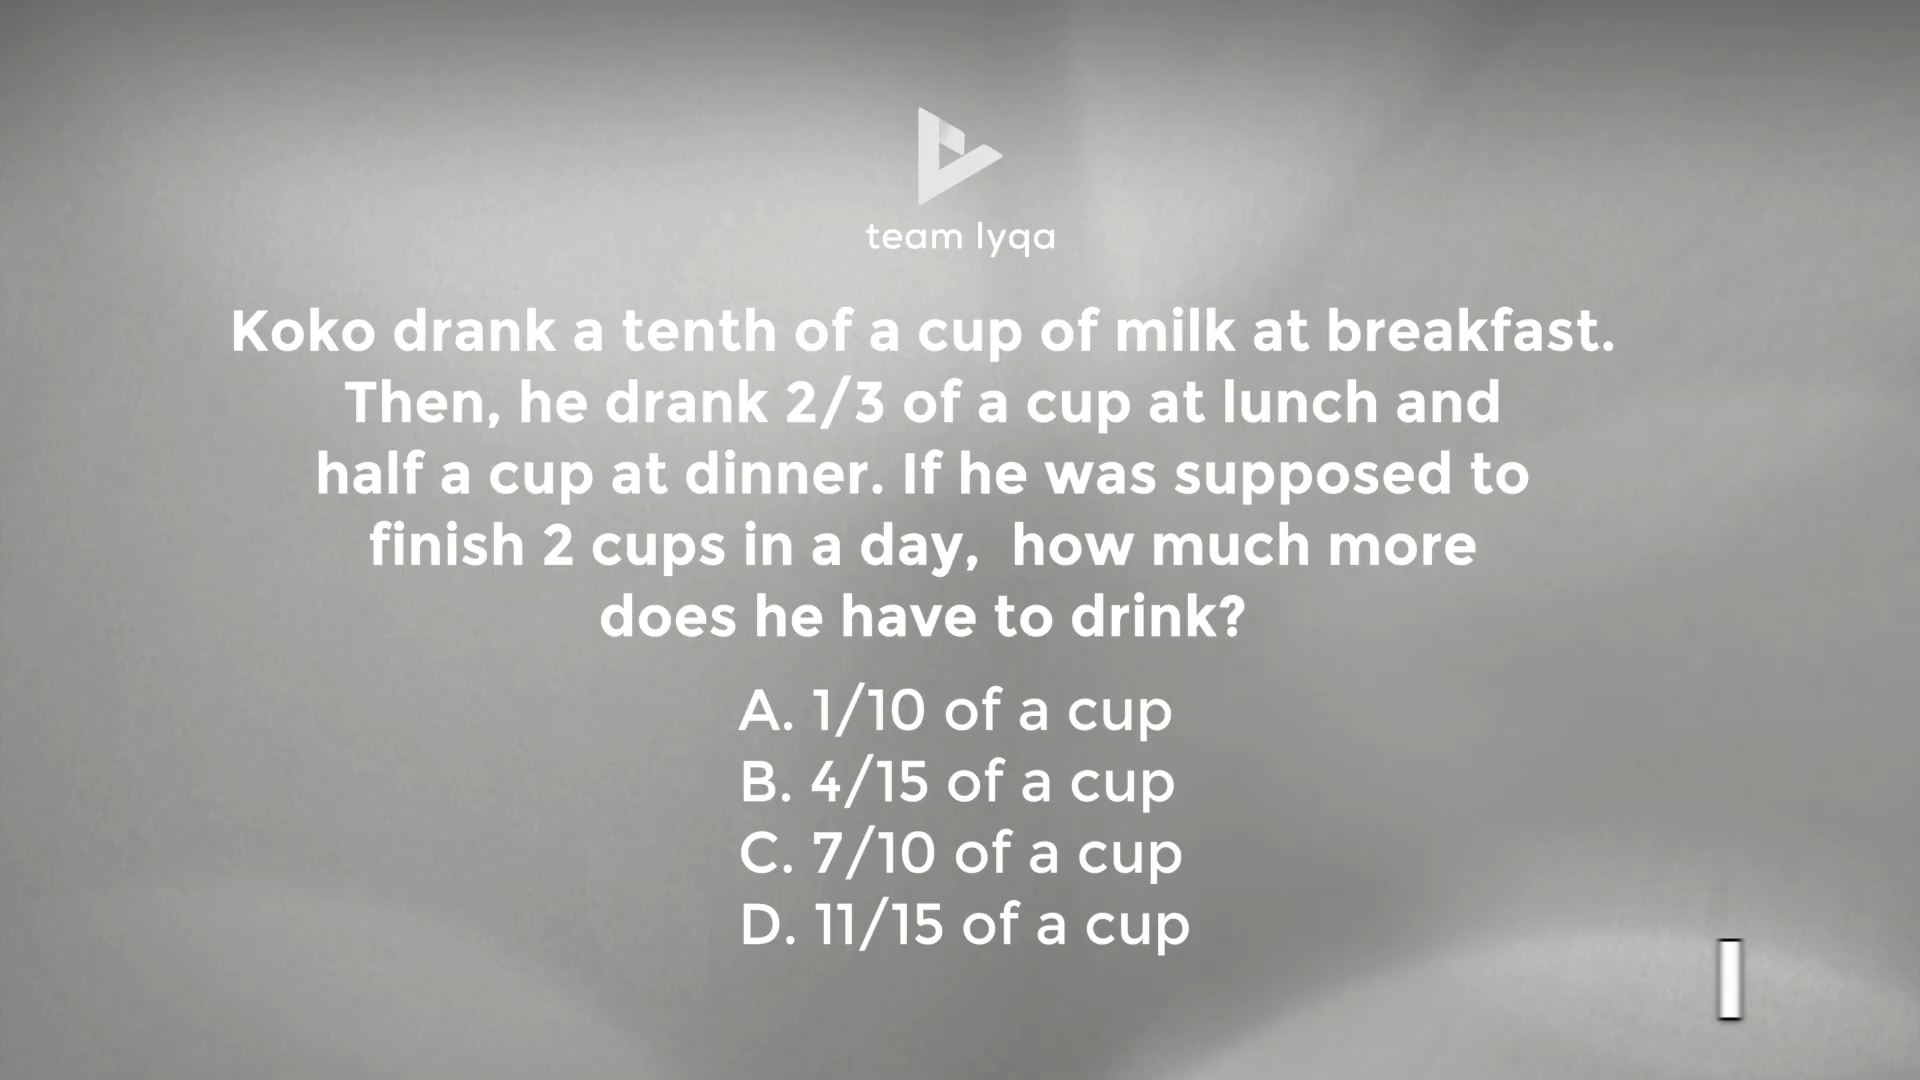 team lyqa
Koko drank a tenth of a cup of milk at breakfast.
Then, he drank 2/3 of a cup at lunch and
half a cup at dinner. If he was supposed to
finish 2 cups in a day, how much more
does he have to drink?
A. 1/10 of a cup
B. 4/15 of a cup
C. 7/10 of a cup
D. 11/15 of a cup